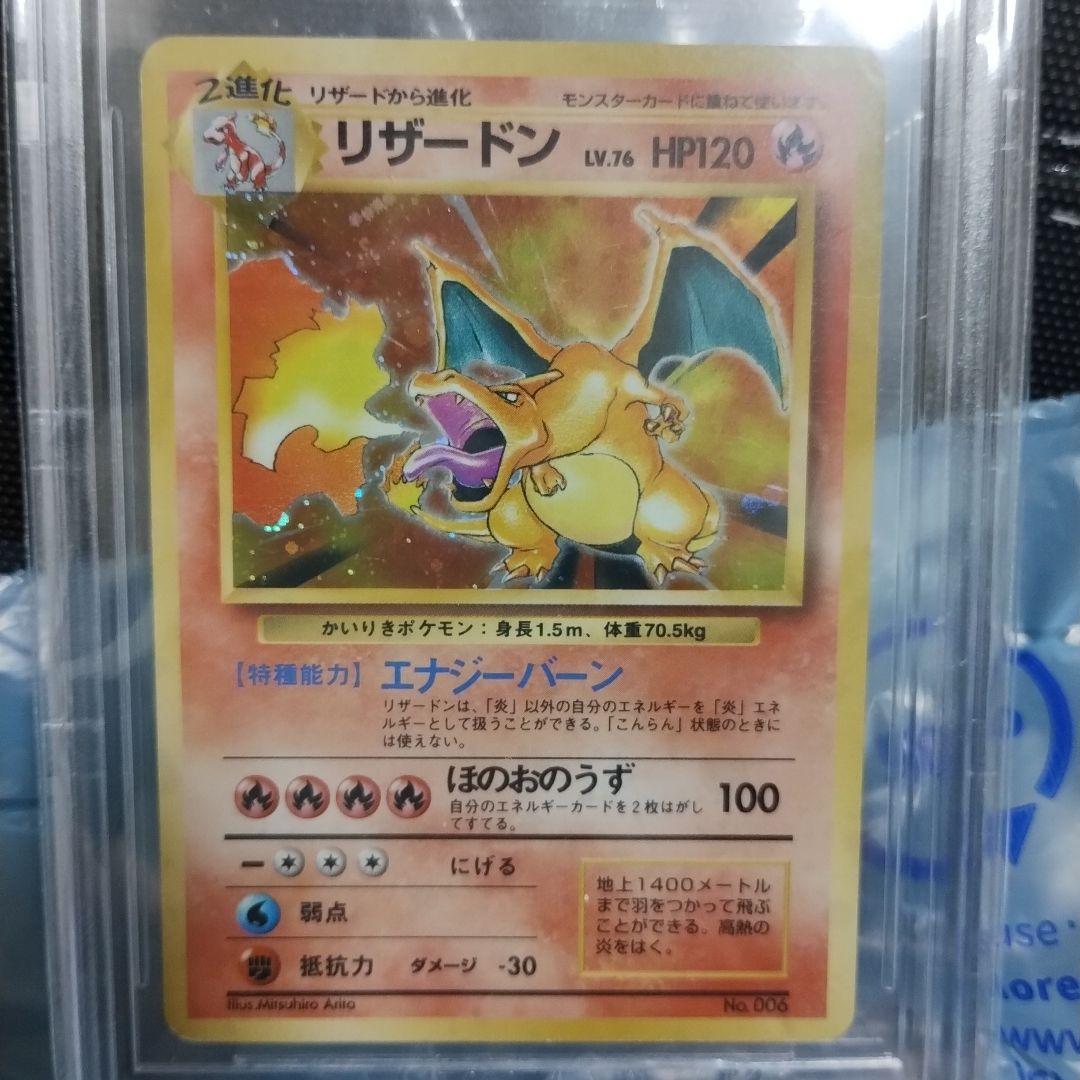 2進化 リザードから進化 モンスターカードに重ねて使います。
リザードン LV.76 HP120
かいりきポケモン：身長1.5m、体重70.5kg
【特種能力】 エナジーバーン
リザードンは、「炎」以外の自分のエネルギーを「炎」エネ
ルギーとして扱うことができる。「こんらん」状態のときに
は使えない。
ほのおのうず 100
自分のエネルギーカードを2枚はがし
てすてる。
ー にげる
弱点
抵抗力 ダメージ -30
地上1400メートル
まで羽をつかって飛ぶ
ことができる。高熱の
炎をはく。
Illus.Mitsuhiro Arita No. 006
use
www